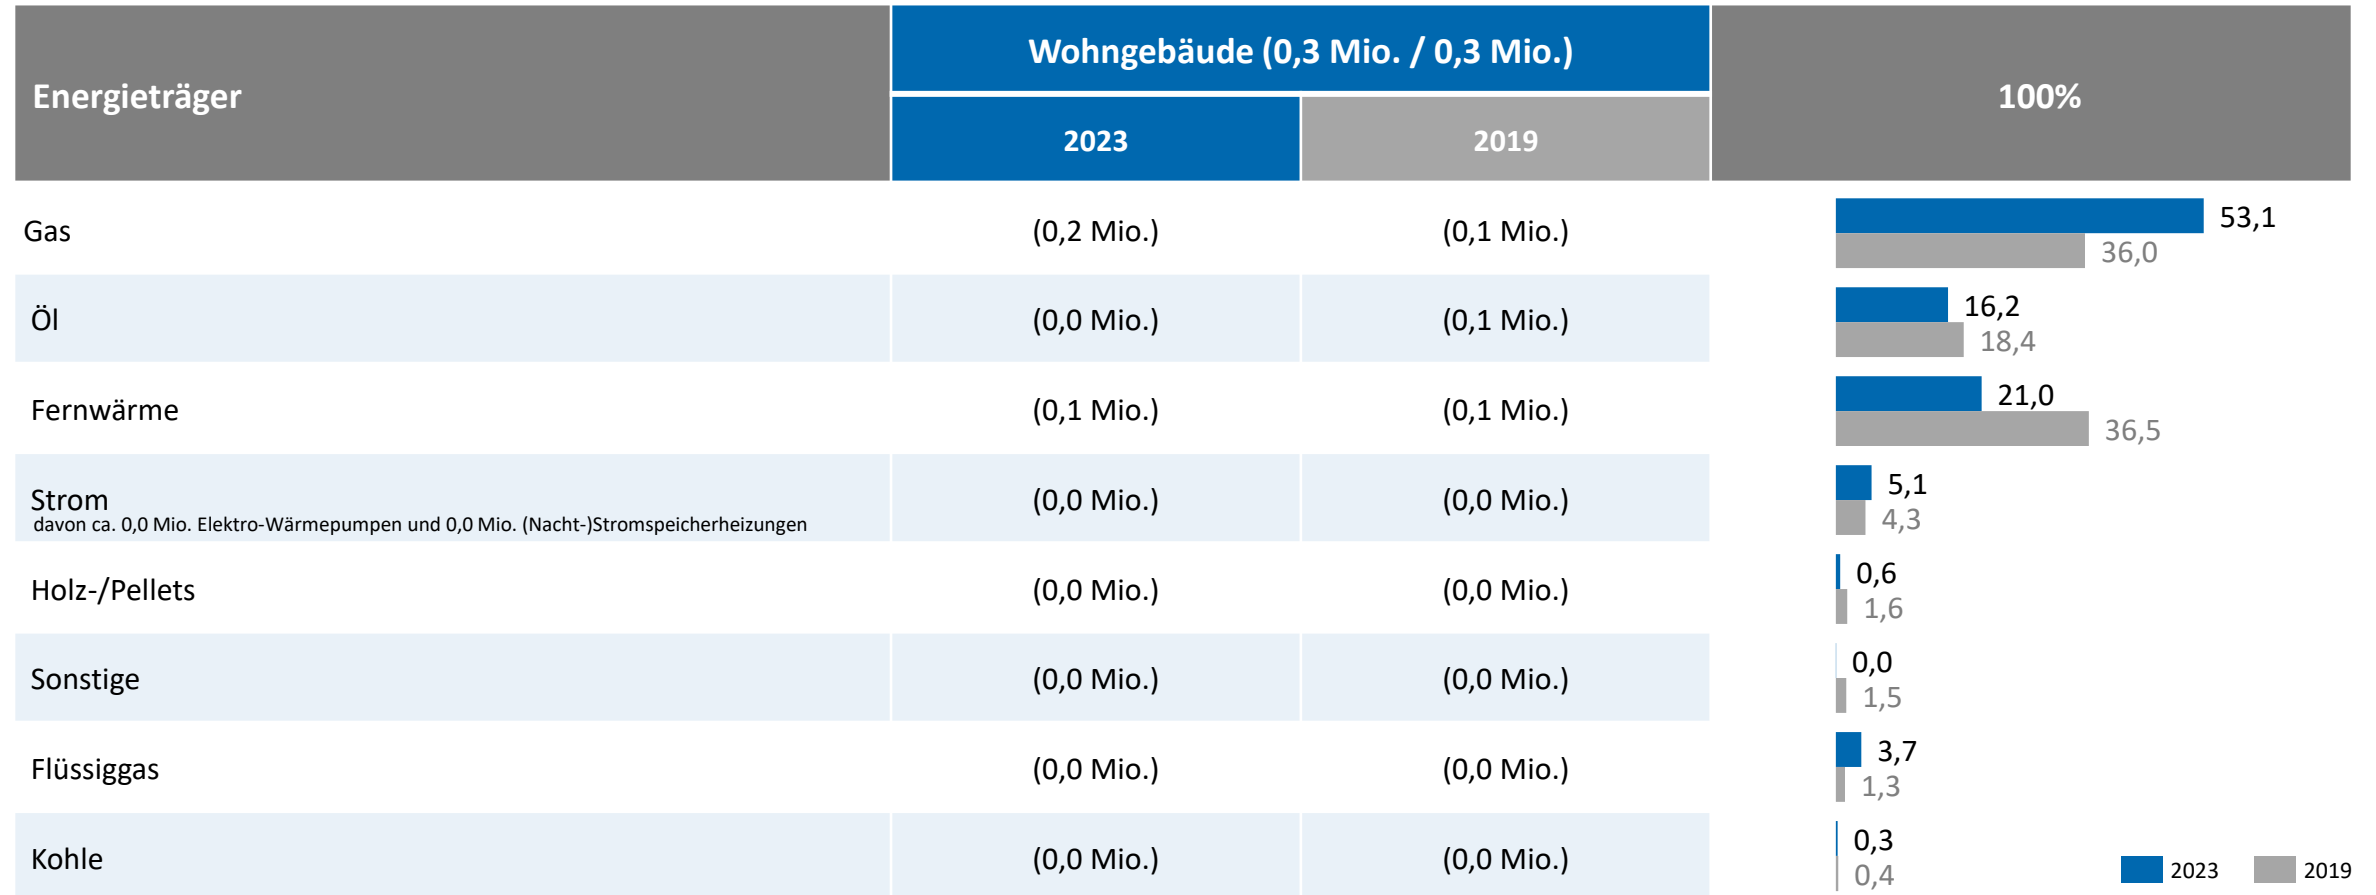 Energieträger
Wohngebäude (0,3 Mio. / 0,3 Mio.)
2023
2019
100%
Gas
(0,2 Mio.)
(0,1 Mio.)
53,1
36,0
Öl
(0,0 Mio.)
(0,1 Mio.)
16,2
18,4
Fernwärme
(0,1 Mio.)
(0,1 Mio.)
21,0
36,5
Strom
davon ca. 0,0 Mio. Elektro-Wärmepumpen und 0,0 Mio. (Nacht-)Stromspeicherheizungen
(0,0 Mio.)
(0,0 Mio.)
5,1
4,3
Holz-/Pellets
(0,0 Mio.)
(0,0 Mio.)
0,6
1,6
Sonstige
(0,0 Mio.)
(0,0 Mio.)
0,0
1,5
Flüssiggas
(0,0 Mio.)
(0,0 Mio.)
3,7
1,3
Kohle
(0,0 Mio.)
(0,0 Mio.)
0,3
0,4
2023
2019